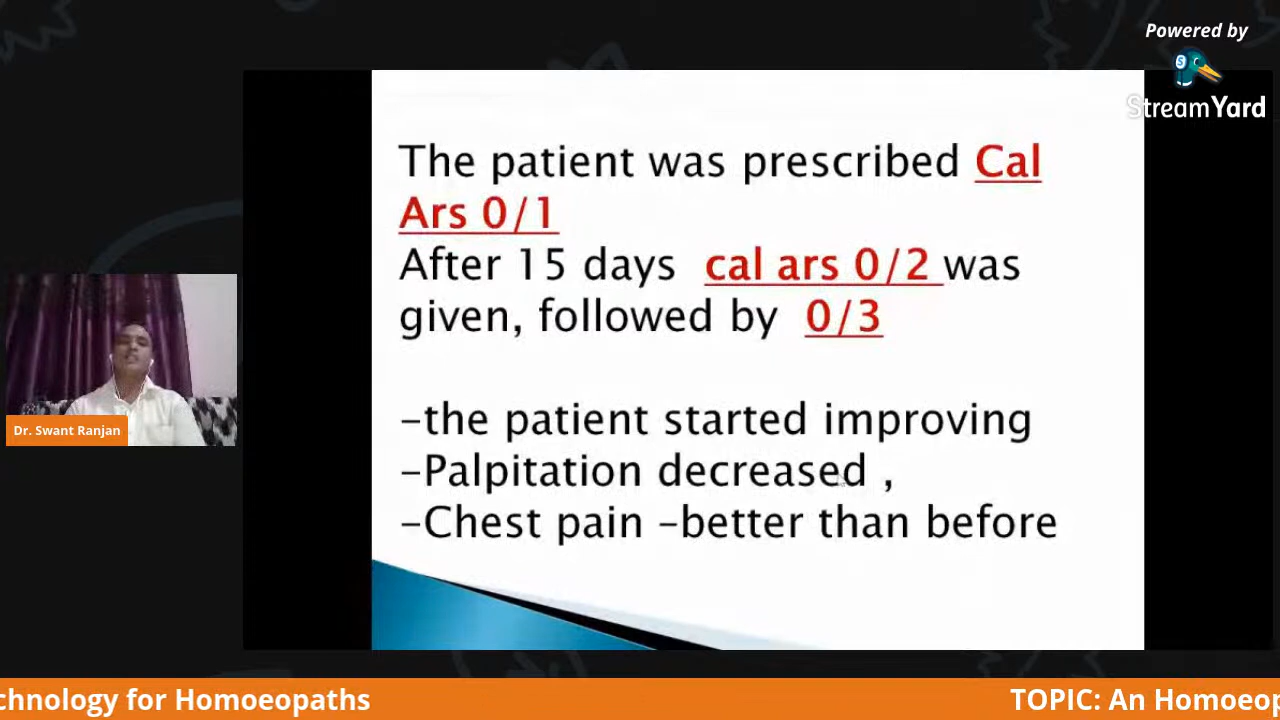 Powered by
StreamYard
The patient was prescribed Cal
Ars 0/1
After 15 days cal ars 0/2 was
given, followed by 0/3
-the patient started improving
-Palpitation decreased ,
-Chest pain -better than before
Dr. Swant Ranjan
chnology for Homoeopaths
TOPIC: An Homoeop